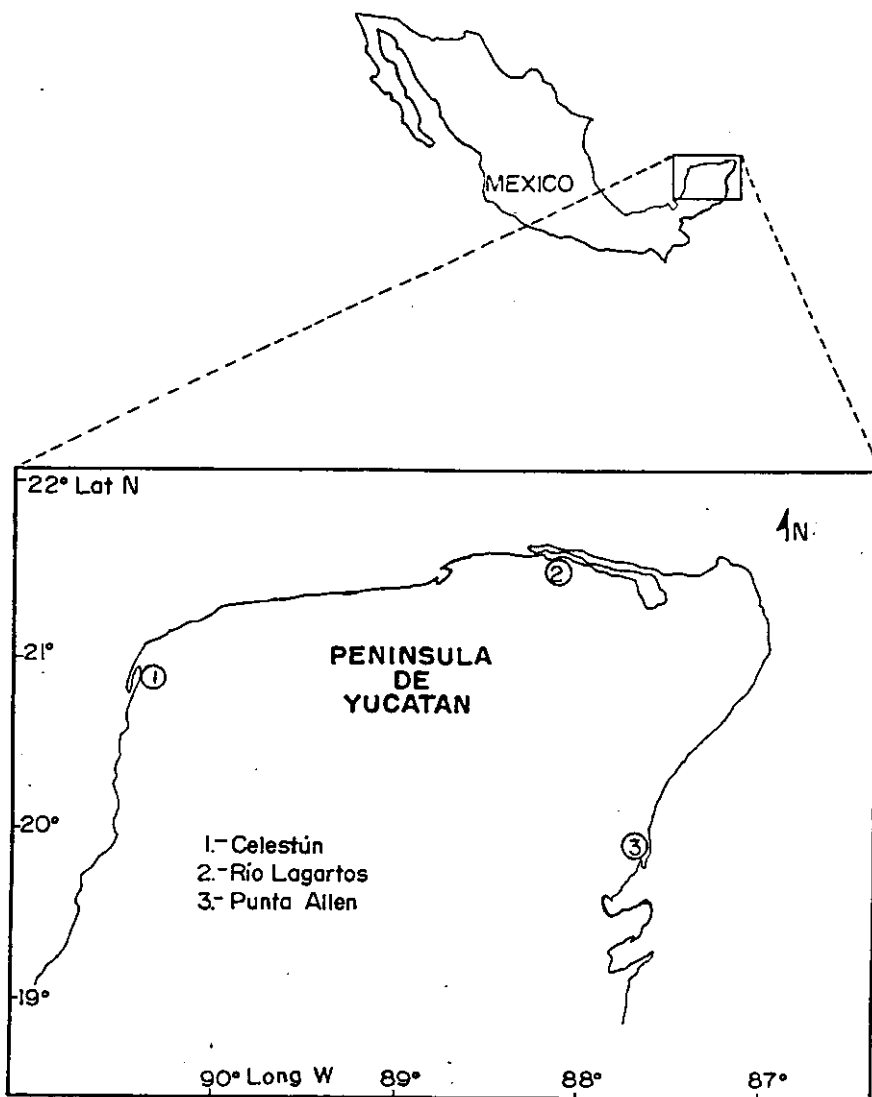 MEXICO
22° Lat N
N
2
21°
PENINSULA
DE
YUCATAN
1
20°
3
1.- Celestún
2.- Río Lagartos
3.- Punta Allen
19°
90° Long W 89° 88° 87°